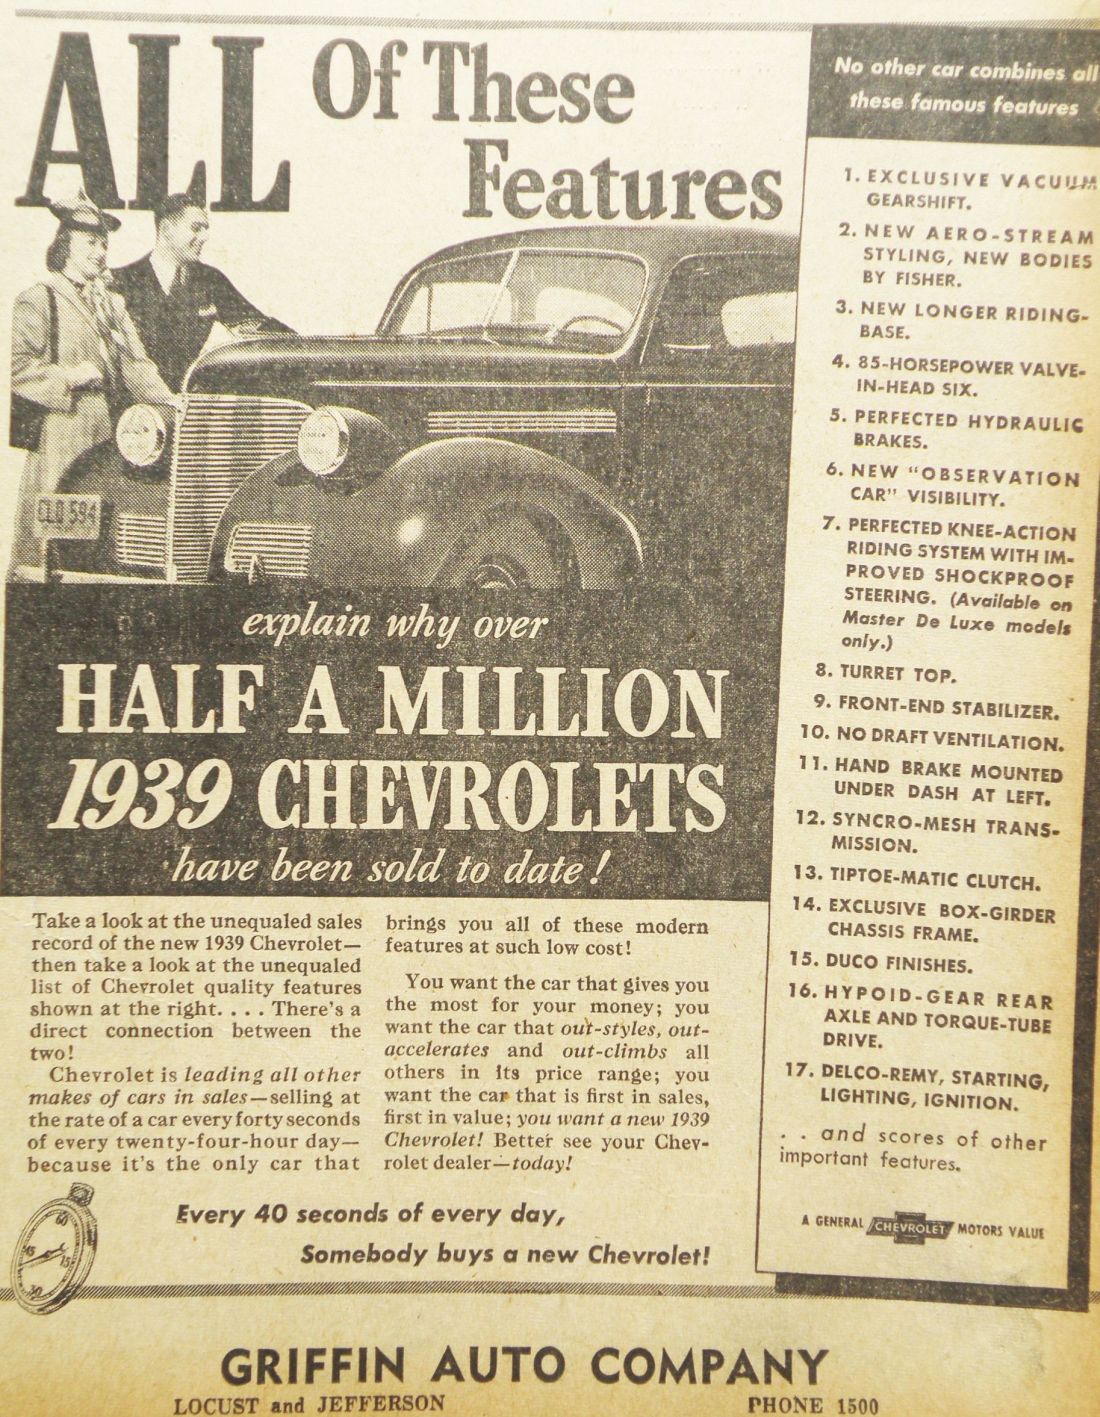 ALL Of These
Features
CLO 594
explain why over
HALF A MILLION
1939 CHEVROLETS
have been sold to date!
Take a look at the unequaled sales
record of the new 1939 Chevrolet—
then take a look at the unequaled
list of Chevrolet quality features
shown at the right. . . . There's a
direct connection between the
two!
Chevrolet is leading all other
makes of cars in sales—selling at
the rate of a car every forty seconds
of every twenty-four-hour day—
because it's the only car that
brings you all of these modern
features at such low cost!
You want the car that gives you
the most for your money; you
want the car that out-styles, out-
accelerates and out-climbs all
others in its price range; you
want the car that is first in sales,
first in value; you want a new 1939
Chevrolet! Better see your Chev-
rolet dealer—today!
60
45
15
30
Every 40 seconds of every day,
Somebody buys a new Chevrolet!
No other car combines all
these famous features
1. EXCLUSIVE VACUUM
GEARSHIFT.
2. NEW AERO-STREAM
STYLING, NEW BODIES
BY FISHER.
3. NEW LONGER RIDING-
BASE.
4. 85-HORSEPOWER VALVE-
IN-HEAD SIX.
5. PERFECTED HYDRAULIC
BRAKES.
6. NEW "OBSERVATION
CAR" VISIBILITY.
7. PERFECTED KNEE-ACTION
RIDING SYSTEM WITH IM-
PROVED SHOCKPROOF
STEERING. (Available on
Master De Luxe models
only.)
8. TURRET TOP.
9. FRONT-END STABILIZER.
10. NO DRAFT VENTILATION.
11. HAND BRAKE MOUNTED
UNDER DASH AT LEFT.
12. SYNCRO-MESH TRANS-
MISSION.
13. TIPTOE-MATIC CLUTCH.
14. EXCLUSIVE BOX-GIRDER
CHASSIS FRAME.
15. DUCO FINISHES.
16. HYPOID-GEAR REAR
AXLE AND TORQUE-TUBE
DRIVE.
17. DELCO-REMY, STARTING,
LIGHTING, IGNITION.
. . and scores of other
important features.
A GENERAL CHEVROLET MOTORS VALUE
GRIFFIN AUTO COMPANY
LOCUST and JEFFERSON PHONE 1500